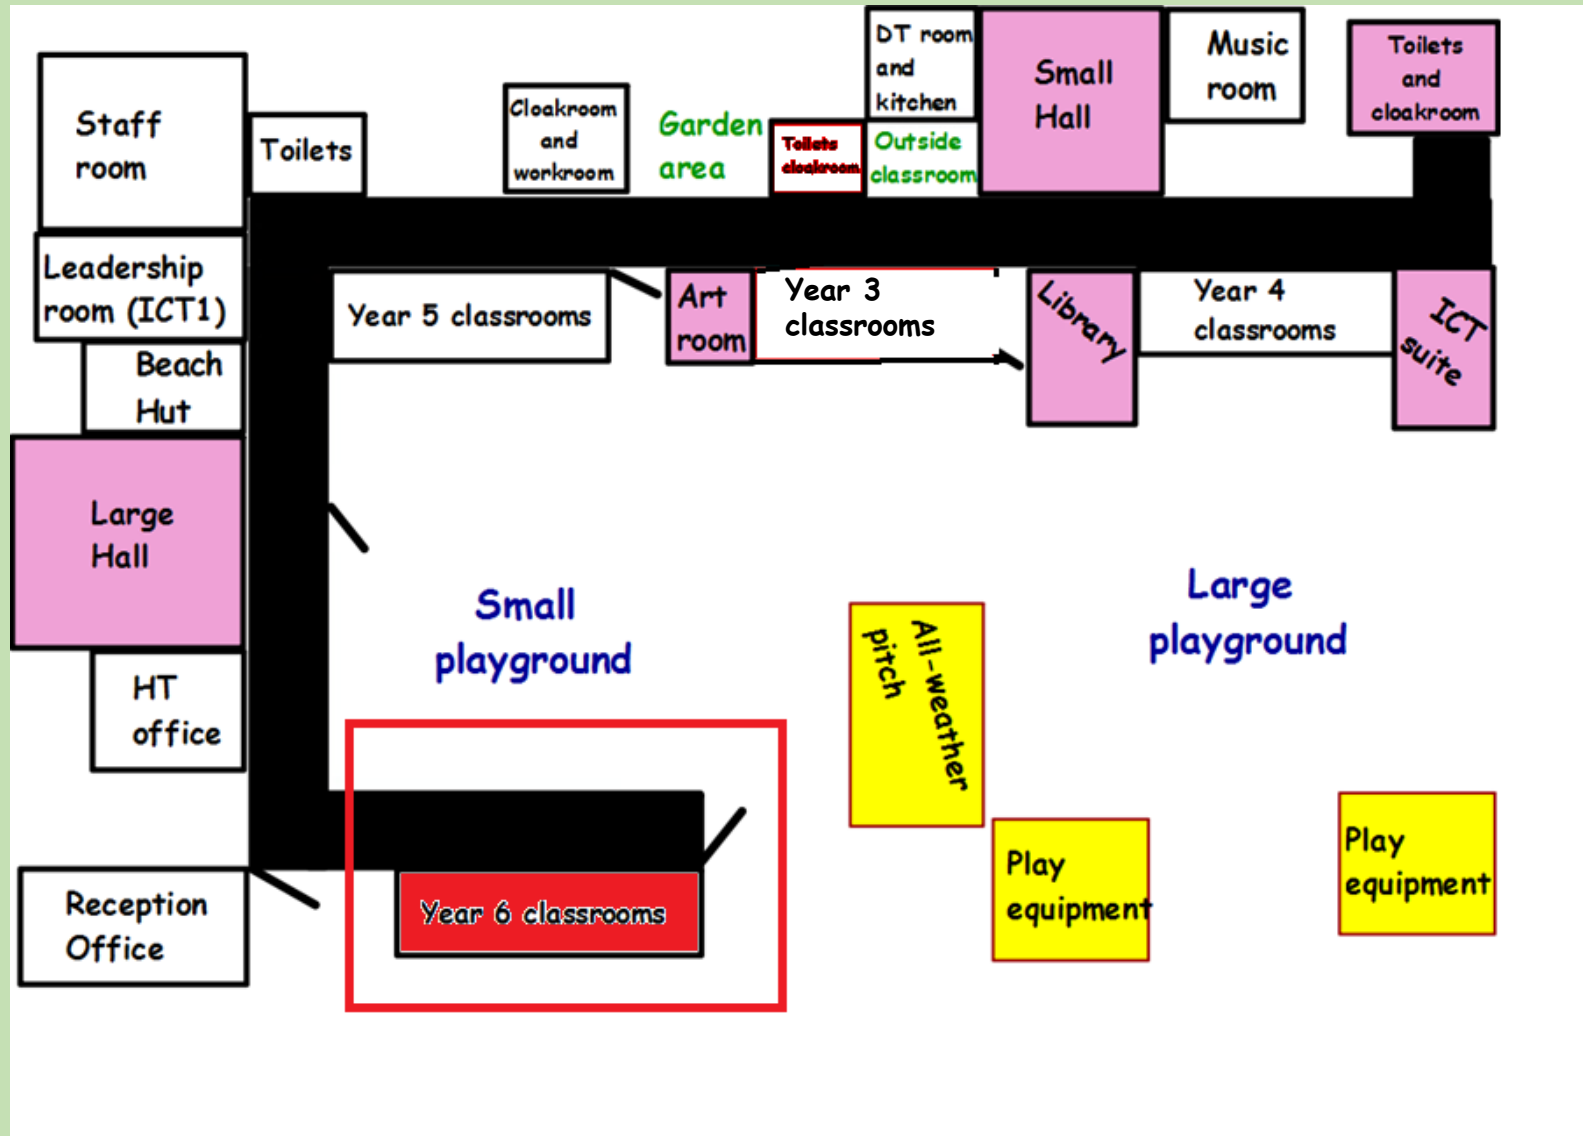 Staff
room
Toilets
Cloakroom
and
workroom
Garden
area
Toilets
cloakroom
DT room
and
kitchen
Outside
classroom
Small
Hall
Music
room
Toilets
and
cloakroom
Leadership
room (ICT1)
Year 5 classrooms
Art
room
Year 3
classrooms
Library
Year 4
classrooms
ICT
suite
Beach
Hut
Large
Hall
Small
playground
Large
playground
All-weather
pitch
HT
office
Play
equipment
Play
equipment
Reception
Office
Year 6 classrooms